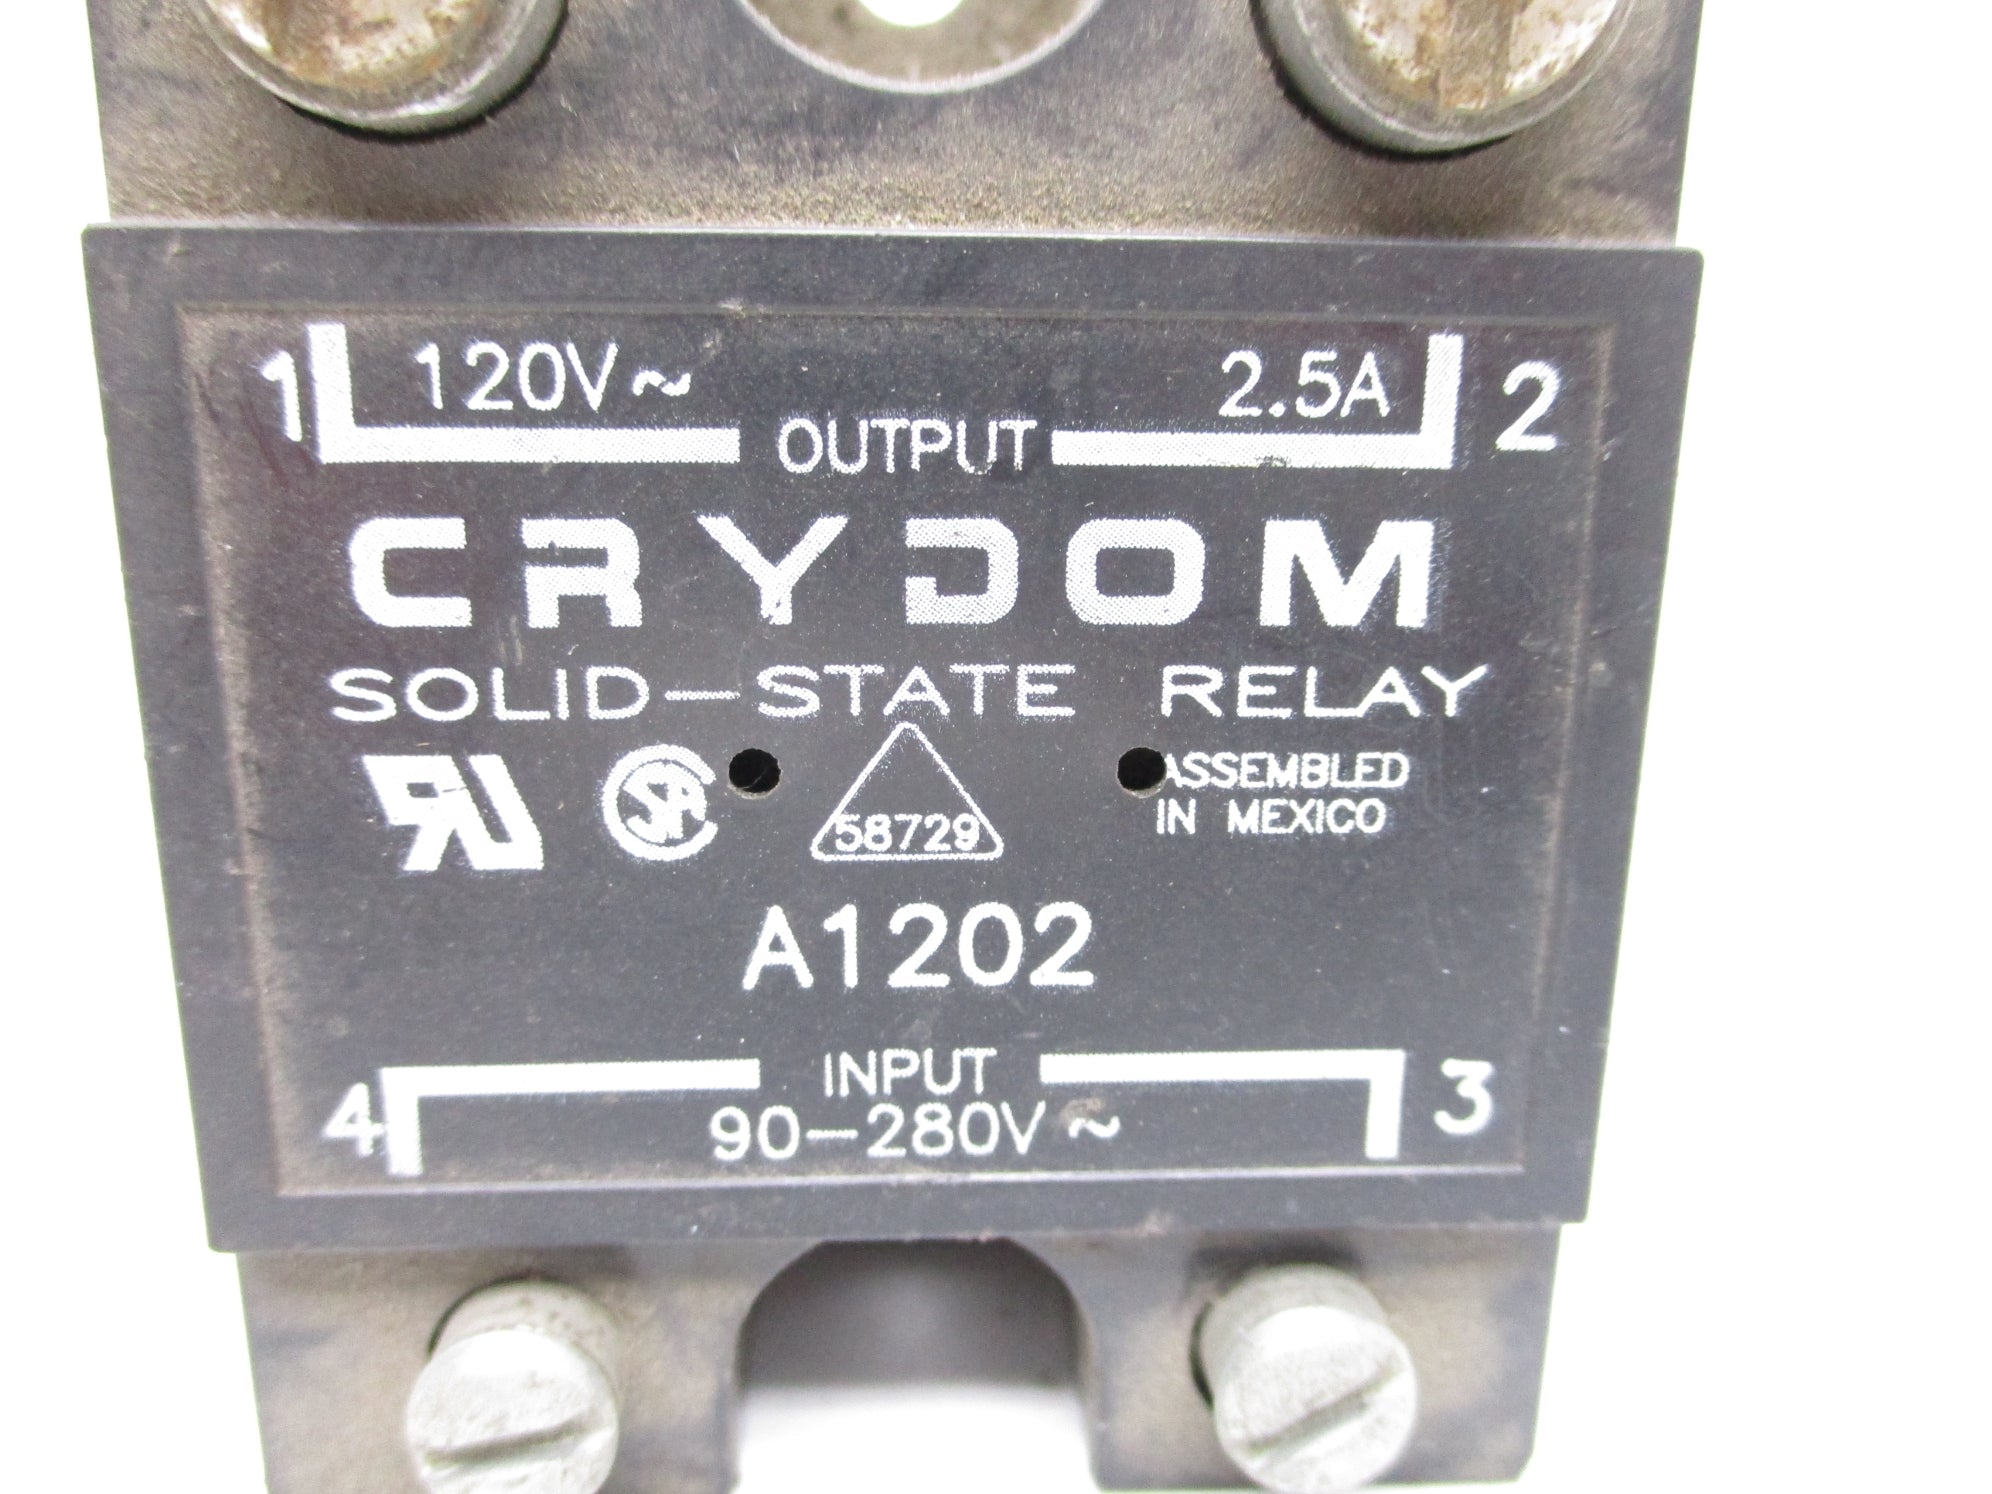 1 120V~ 2.5A 2
OUTPUT
CRYDOM
SOLID-STATE RELAY
SA ASSEMBLED
58729 IN MEXICO
A1202
INPUT
4 90-280V~ 3